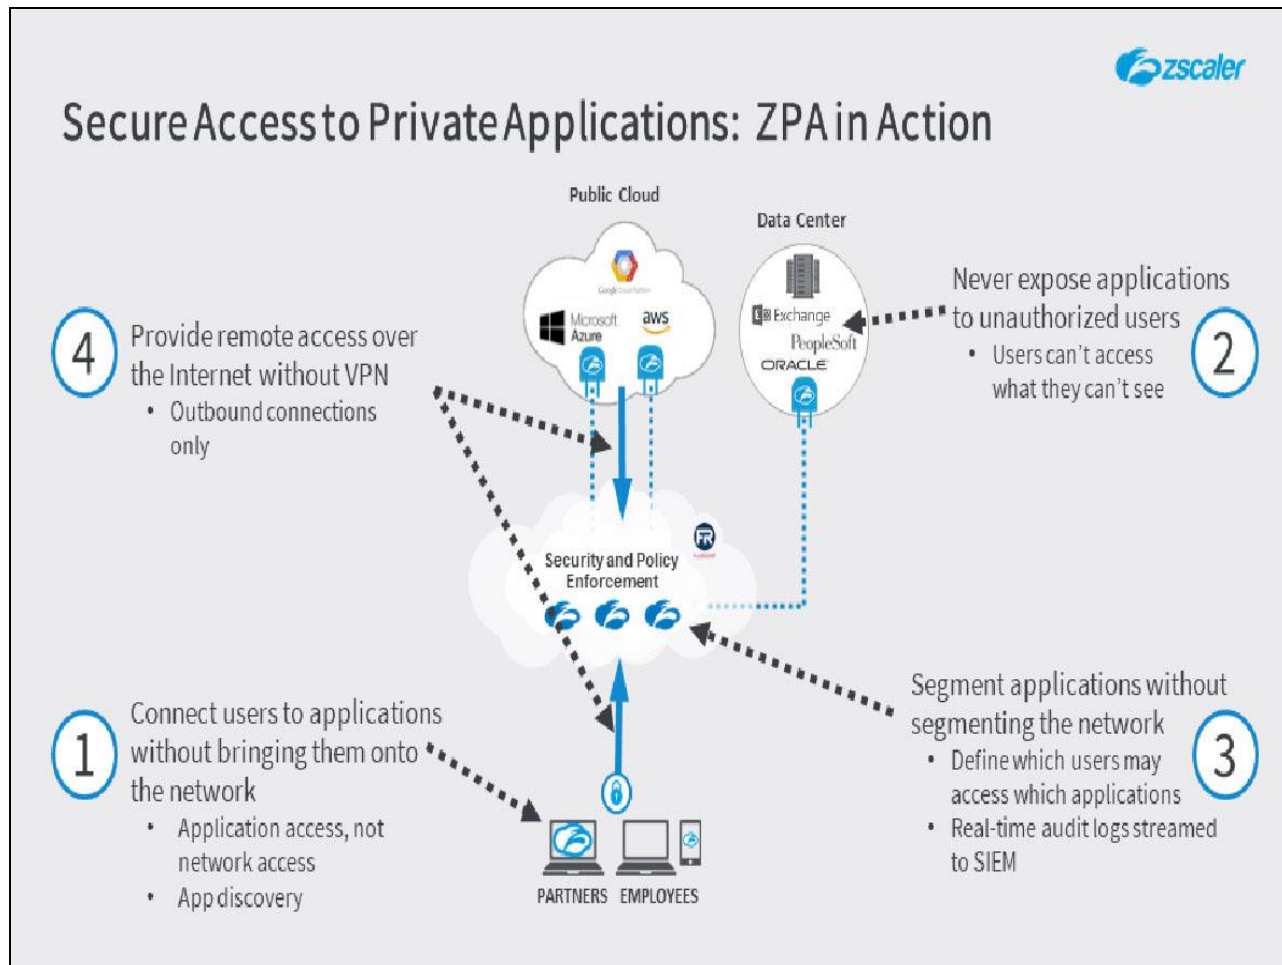 zscaler
Secure Access to Private Applications: ZPA in Action
Public Cloud
Google Cloud Platform
Microsoft
Azure
aws
Data Center
Exchange
PeopleSoft
ORACLE
4
Provide remote access over
the Internet without VPN
• Outbound connections
only
Never expose applications
to unauthorized users
• Users can't access
what they can't see
2
Security and Policy
Enforcement
FR
1
Connect users to applications
without bringing them onto
the network
• Application access, not
network access
• App discovery
PARTNERS EMPLOYEES
Segment applications without
segmenting the network
• Define which users may
access which applications
• Real-time audit logs streamed
to SIEM
3